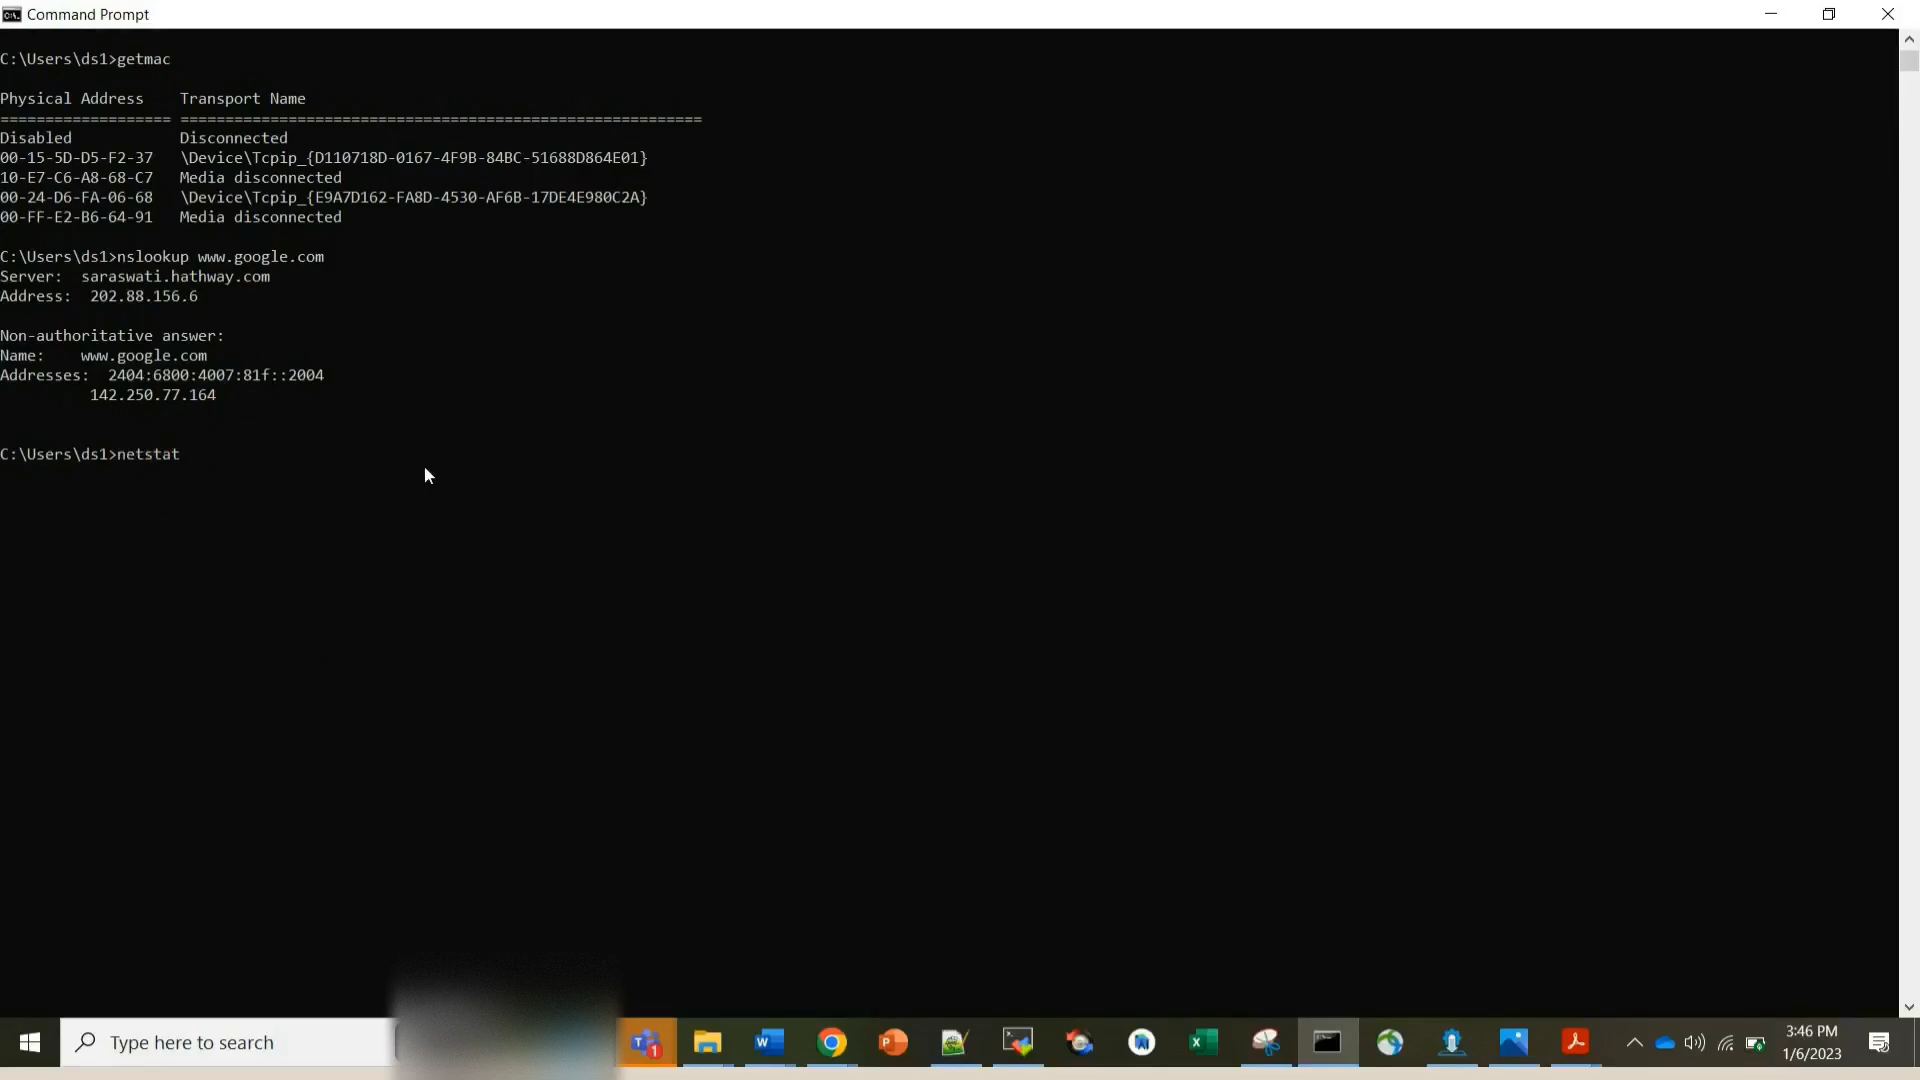 Command Prompt
C:\Users\ds1>getmac
Physical Address    Transport Name
=================== ==========================================================
Disabled            Disconnected
00-15-5D-D5-F2-37   \Device\Tcpip_{D110718D-0167-4F9B-84BC-51688D864E01}
10-E7-C6-A8-68-C7   Media disconnected
00-24-D6-FA-06-68   \Device\Tcpip_{E9A7D162-FA8D-4530-AF6B-17DE4E980C2A}
00-FF-E2-B6-64-91   Media disconnected
C:\Users\ds1>nslookup www.google.com
Server:  saraswati.hathway.com
Address:  202.88.156.6
Non-authoritative answer:
Name:    www.google.com
Addresses:  2404:6800:4007:81f::2004
          142.250.77.164
C:\Users\ds1>netstat
Type here to search
3:46 PM
1/6/2023